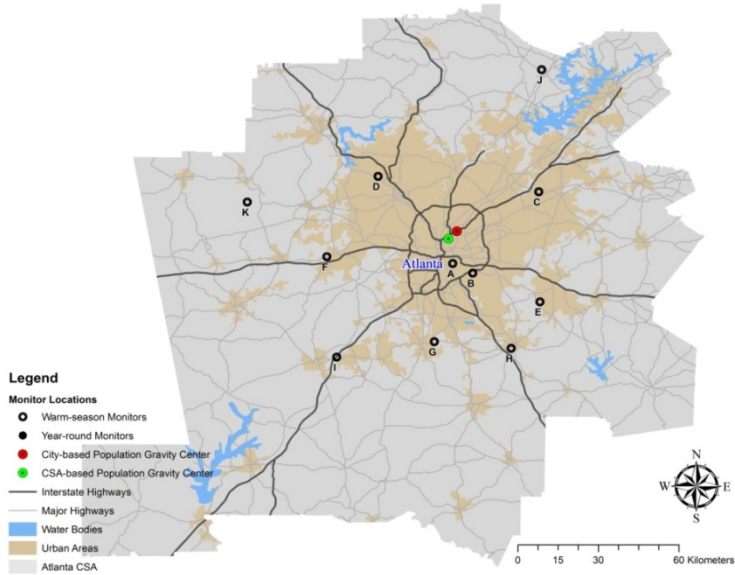 J
D
C
K
F
Atlanta
A
B
E
G
H
I
Legend
Monitor Locations
Warm-season Monitors
Year-round Monitors
City-based Population Gravity Center
CSA-based Population Gravity Center
Interstate Highways
Major Highways
Water Bodies
Urban Areas
Atlanta CSA
N
W E
S
0 15 30 60 Kilometers